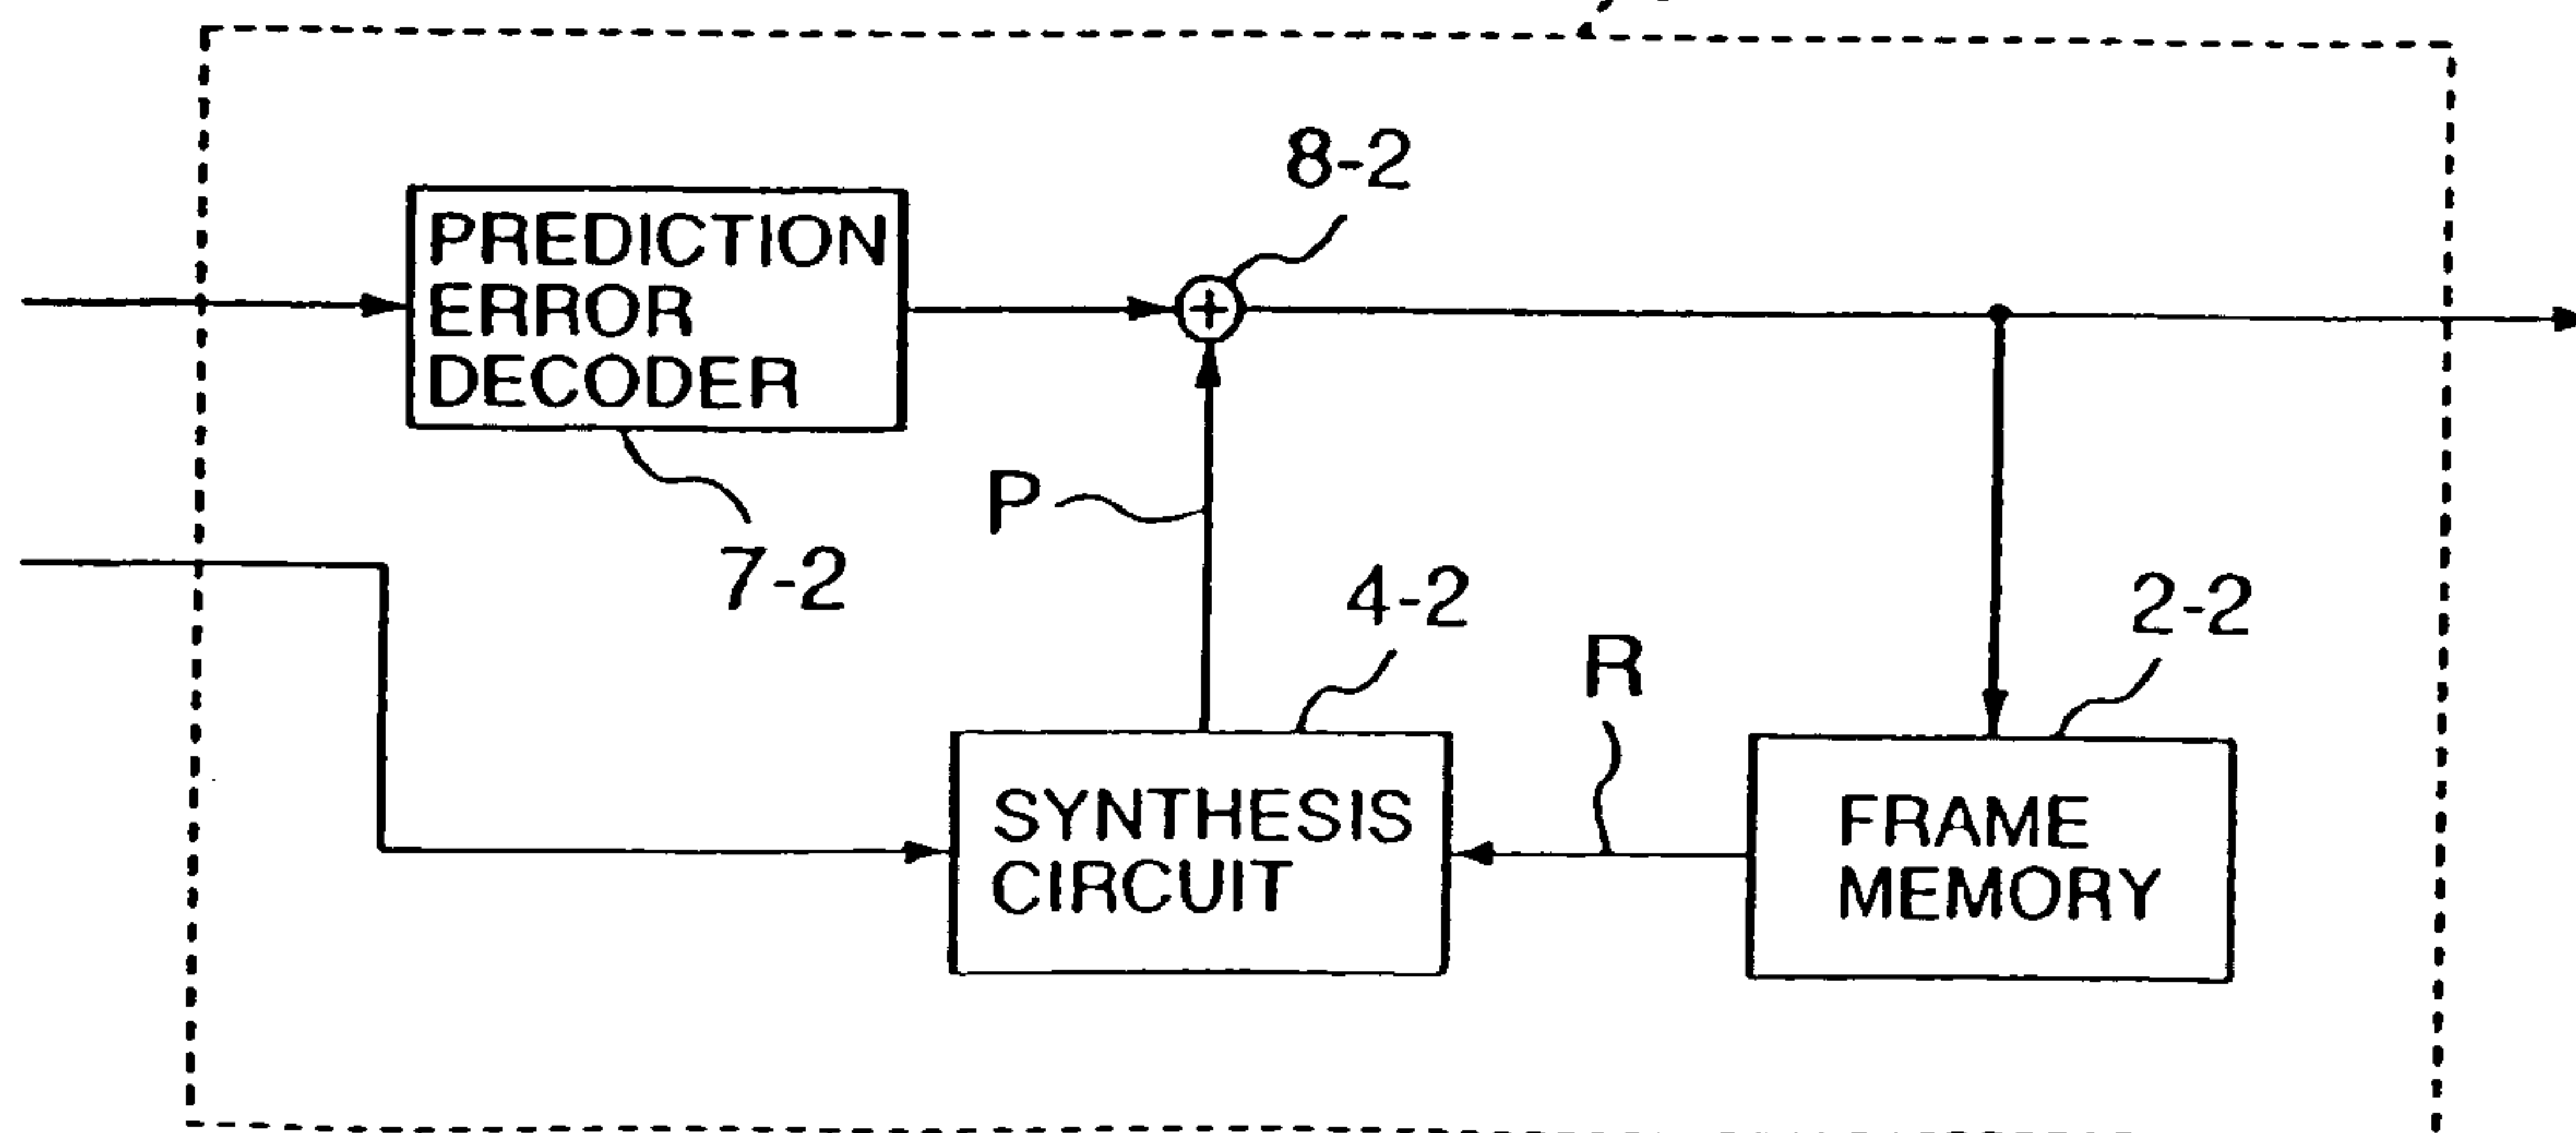 8-2
PREDICTION
ERROR
DECODER
P
7-2
4-2
2-2
R
SYNTHESIS
CIRCUIT
FRAME
MEMORY